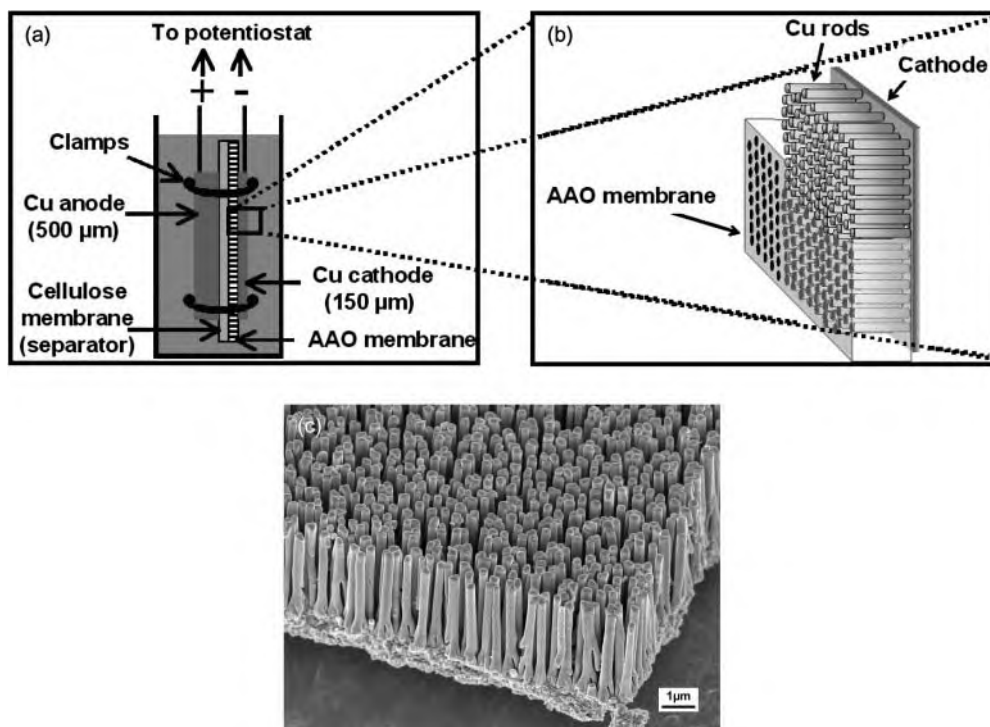 (a)
To potentiostat
+ -
Clamps
Cu anode
(500 µm)
Cellulose
membrane
(separator)
Cu cathode
(150 µm)
AAO membrane
(b)
Cu rods
Cathode
AAO membrane
(c)
1µm